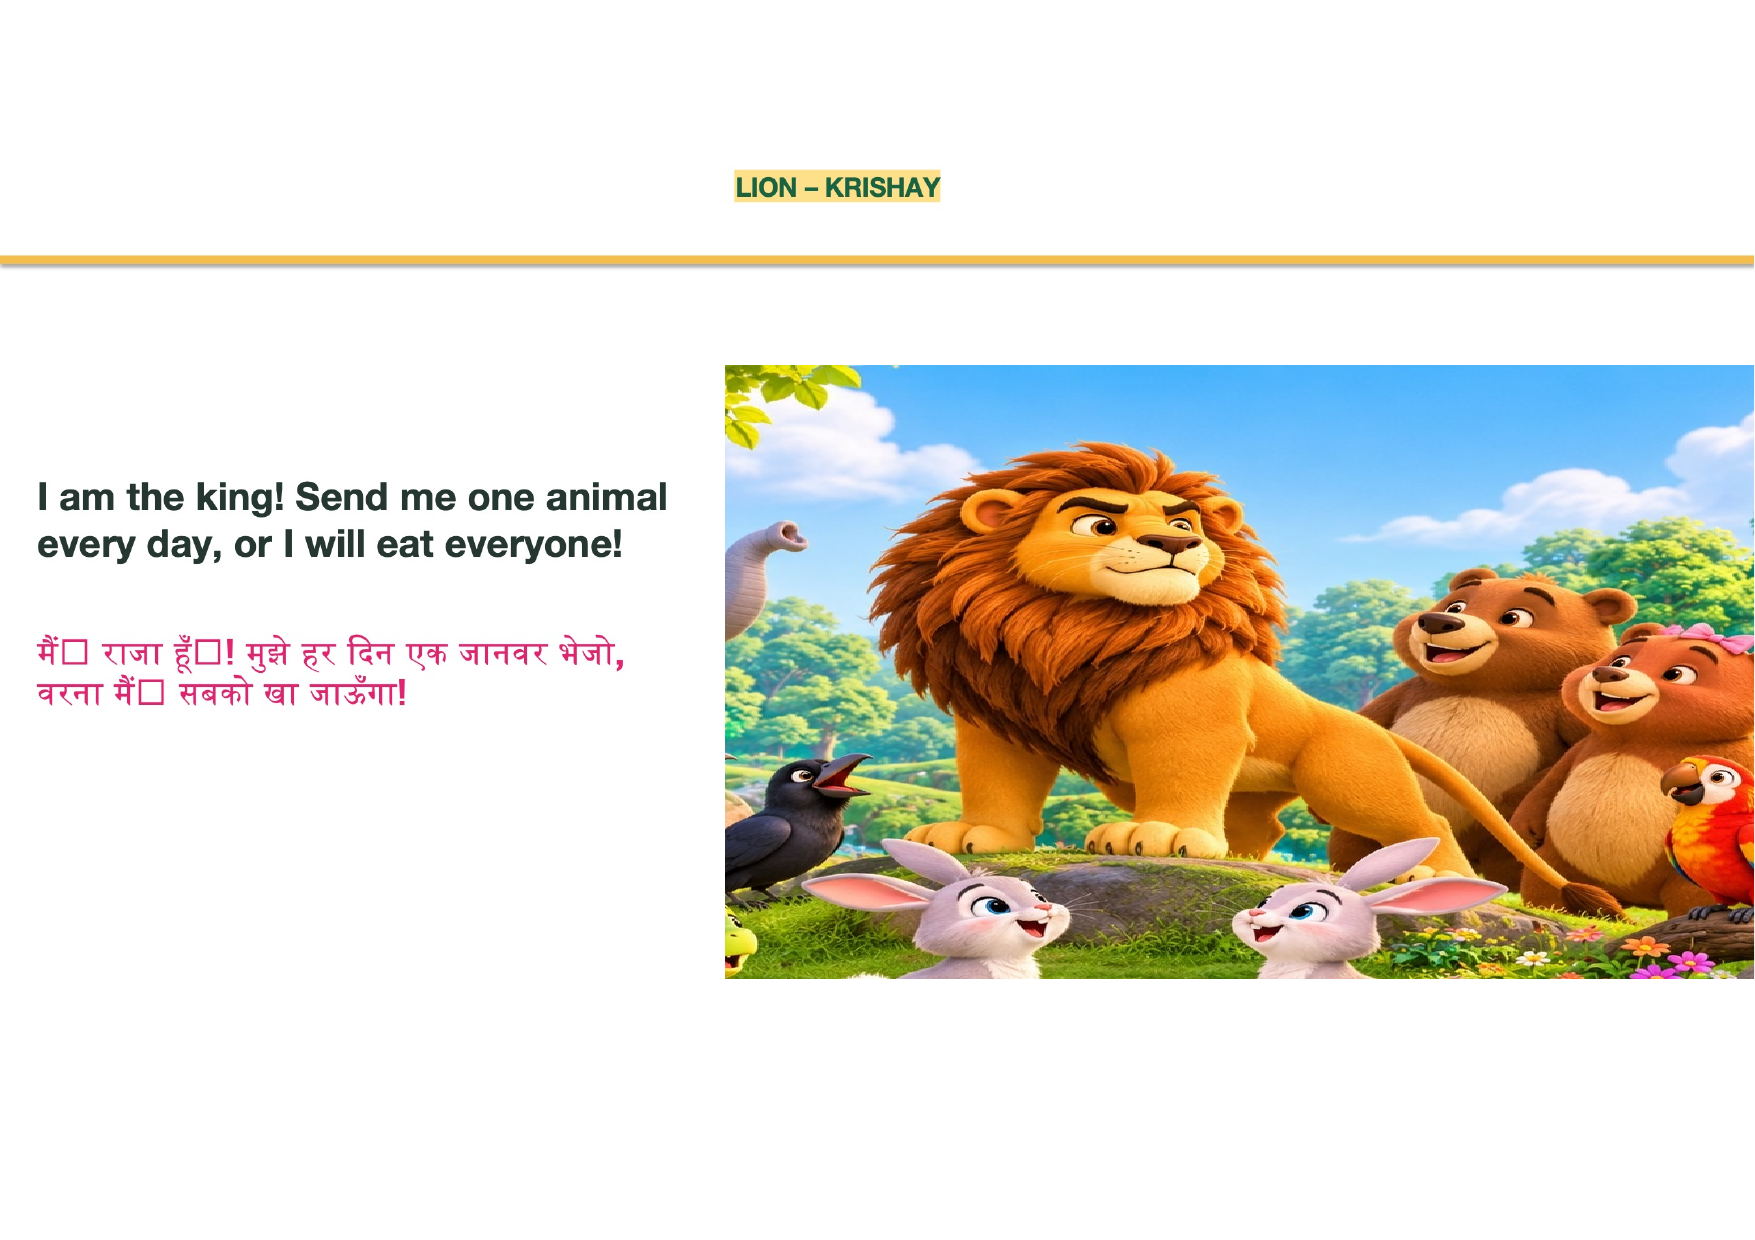 LION – KRISHAY
I am the king! Send me one animal
every day, or I will eat everyone!
मैं□ राजा हूँ□! मुझे हर दिन एक जानवर भेजो,
वरना मैं□ सबको खा जाऊँगा!